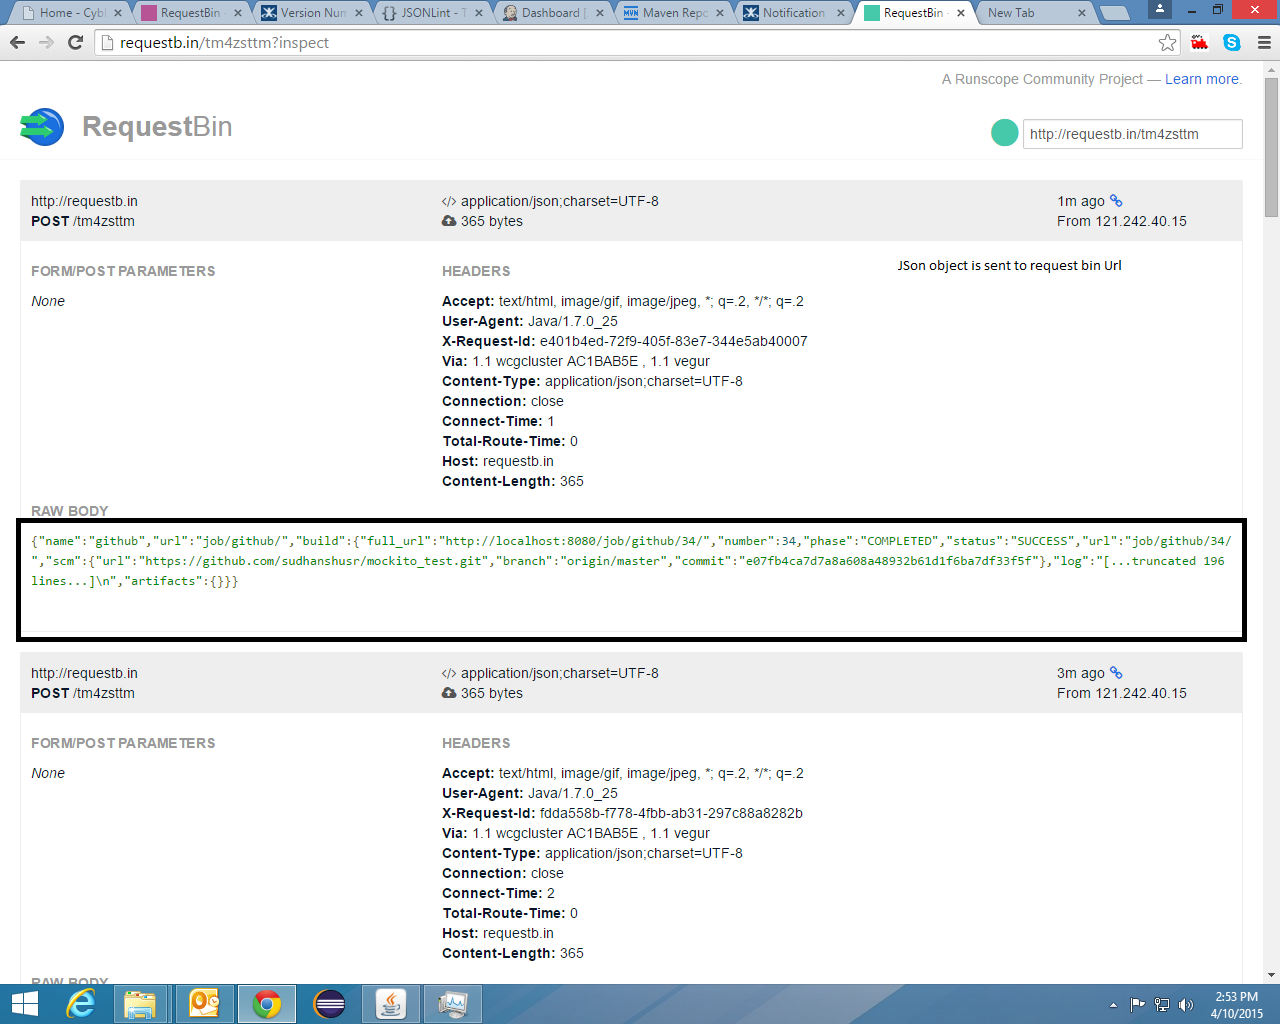 Home - Cybl
RequestBin -
Version Num
{} JSONLint - T
Dashboard [
MVN Maven Repo
Notification
RequestBin -
New Tab
requestb.in/tm4zsttm?inspect
A Runscope Community Project — Learn more.
RequestBin
http://requestb.in/tm4zsttm
http://requestb.in
POST /tm4zsttm
</> application/json;charset=UTF-8
365 bytes
1m ago
From 121.242.40.15
FORM/POST PARAMETERS
None
HEADERS
JSon object is sent to request bin Url
Accept: text/html, image/gif, image/jpeg, *; q=.2, */*; q=.2
User-Agent: Java/1.7.0_25
X-Request-Id: e401b4ed-72f9-405f-83e7-344e5ab40007
Via: 1.1 wcgcluster AC1BAB5E , 1.1 vegur
Content-Type: application/json;charset=UTF-8
Connection: close
Connect-Time: 1
Total-Route-Time: 0
Host: requestb.in
Content-Length: 365
RAW BODY
{"name":"github","url":"job/github/","build":{"full_url":"http://localhost:8080/job/github/34/","number":34,"phase":"COMPLETED","status":"SUCCESS","url":"job/github/34/
","scm":{"url":"https://github.com/sudhanshusr/mockito_test.git","branch":"origin/master","commit":"e07fb4ca7d7a8a608a48932b61d1f6ba7df33f5f"},"log":"[...truncated 196
lines...]\n","artifacts":{}}}
http://requestb.in
POST /tm4zsttm
</> application/json;charset=UTF-8
365 bytes
3m ago
From 121.242.40.15
FORM/POST PARAMETERS
None
HEADERS
Accept: text/html, image/gif, image/jpeg, *; q=.2, */*; q=.2
User-Agent: Java/1.7.0_25
X-Request-Id: fdda558b-f778-4fbb-ab31-297c88a8282b
Via: 1.1 wcgcluster AC1BAB5E , 1.1 vegur
Content-Type: application/json;charset=UTF-8
Connection: close
Connect-Time: 2
Total-Route-Time: 0
Host: requestb.in
Content-Length: 365
RAW BODY
2:53 PM
4/10/2015